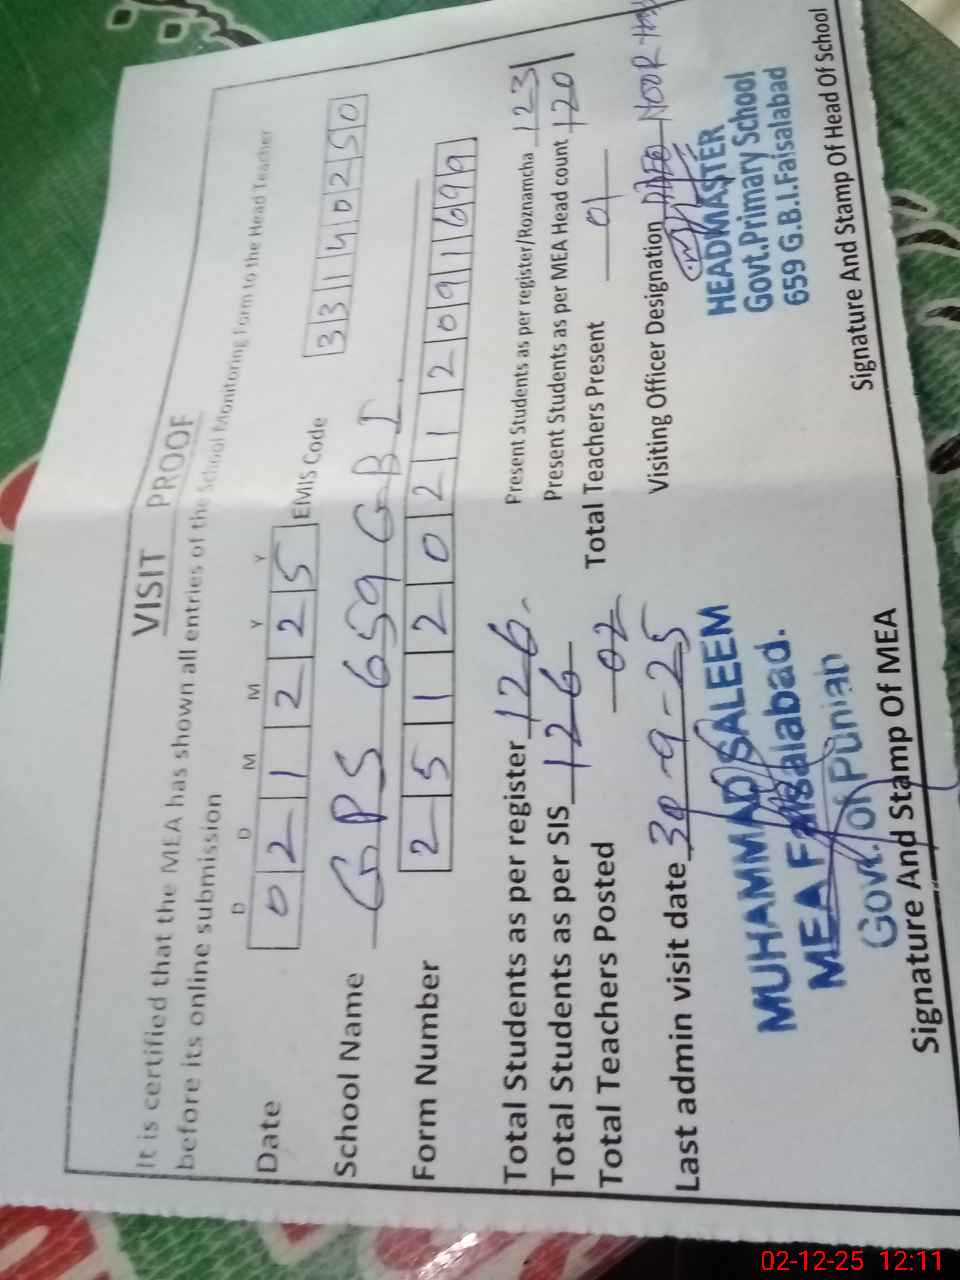 VISIT PROOF
It is certified that the MEA has shown all entries of the School Monitoring Form to the Head Teacher
before its online submission
D D M M Y Y
Date 0 2 1 2 2 5 EMIS Code 3 3 1 4 0 2 5 0
School Name GPS 659 GBI
Form Number 2 5 1 2 0 2 1 2 0 9 1 6 9 9
Total Students as per register 126 Present Students as per register/Roznamcha 123
Total Students as per SIS 126 Present Students as per MEA Head count 120
Total Teachers Posted 02 Total Teachers Present 01
Last admin visit date 30-9-25 Visiting Officer Designation NOOR
MUHAMMAD SALEEM
MEA Faisalabad.
Govt. of Punjab
HEADMASTER
Govt.Primary School
659 G.B.I.Faisalabad
Signature And Stamp Of MEA Signature And Stamp Of Head Of School
02-12-25 12:11